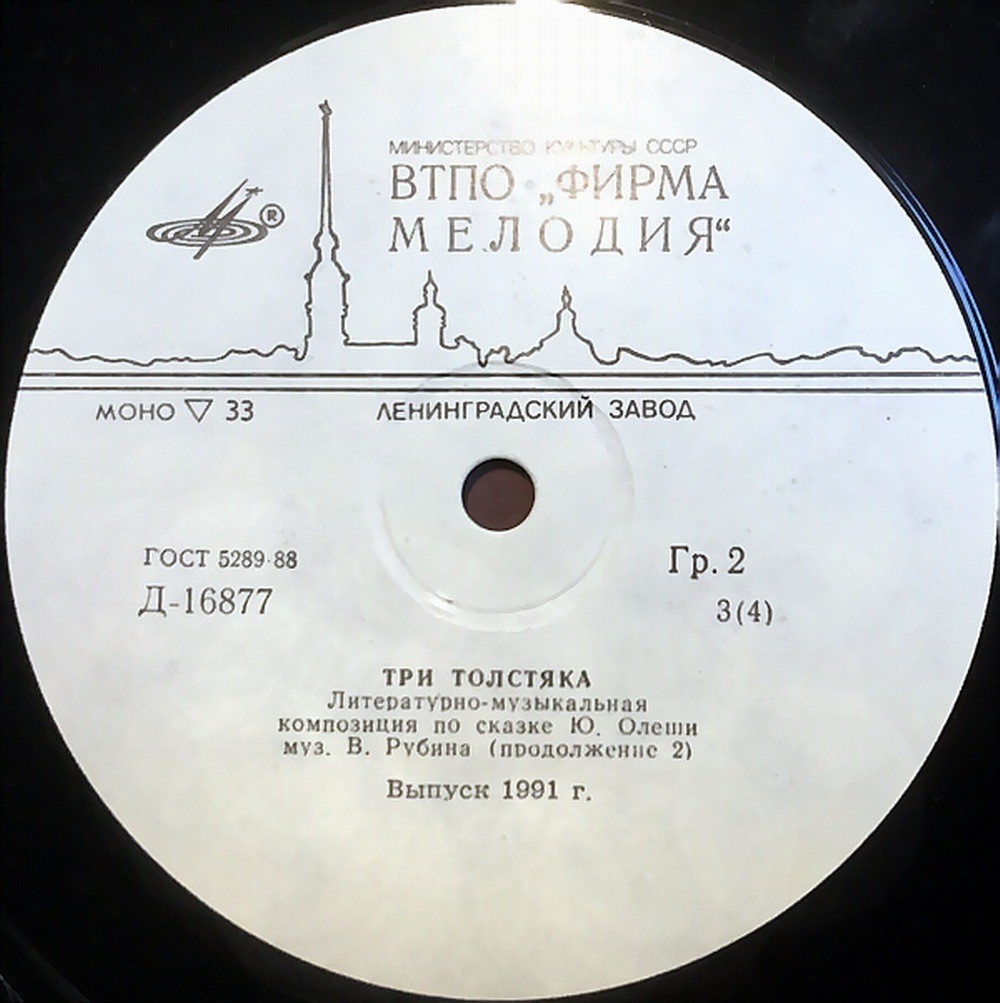 МИНИСТЕРСТВО КУЛЬТУРЫ СССР
ВТПО „ФИРМА
МЕЛОДИЯ“
®
МОНО ▽ 33
ЛЕНИНГРАДСКИЙ ЗАВОД
ГОСТ 5289-88
Гр. 2
Д-16877
3(4)
ТРИ ТОЛСТЯКА
Литературно-музыкальная
композиция по сказке Ю. Олеши
муз. В. Рубина (продолжение 2)
Выпуск 1991 г.